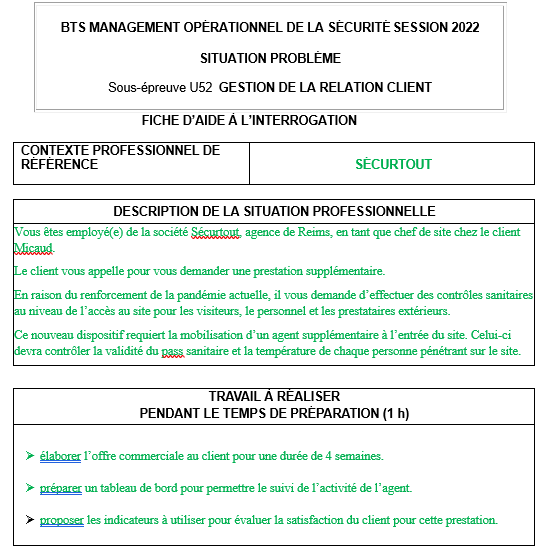 BTS MANAGEMENT OPÉRATIONNEL DE LA SÉCURITÉ SESSION 2022
SITUATION PROBLÈME
Sous-épreuve U52 GESTION DE LA RELATION CLIENT
FICHE D’AIDE À L’INTERROGATION
CONTEXTE PROFESSIONNEL DE
RÉFÉRENCE
SÉCURTOUT
DESCRIPTION DE LA SITUATION PROFESSIONNELLE
Vous êtes employé(e) de la société Sécurtout, agence de Reims, en tant que chef de site chez le client
Micaud.
Le client vous appelle pour vous demander une prestation supplémentaire.
En raison du renforcement de la pandémie actuelle, il vous demande d’effectuer des contrôles sanitaires
au niveau de l’accès au site pour les visiteurs, le personnel et les prestataires extérieurs.
Ce nouveau dispositif requiert la mobilisation d’un agent supplémentaire à l’entrée du site. Celui-ci
devra contrôler la validité du pass sanitaire et la température de chaque personne pénétrant sur le site.
TRAVAIL À RÉALISER
PENDANT LE TEMPS DE PRÉPARATION (1 h)
➢ élaborer l’offre commerciale au client pour une durée de 4 semaines.
➢ préparer un tableau de bord pour permettre le suivi de l’activité de l’agent.
➢ proposer les indicateurs à utiliser pour évaluer la satisfaction du client pour cette prestation.